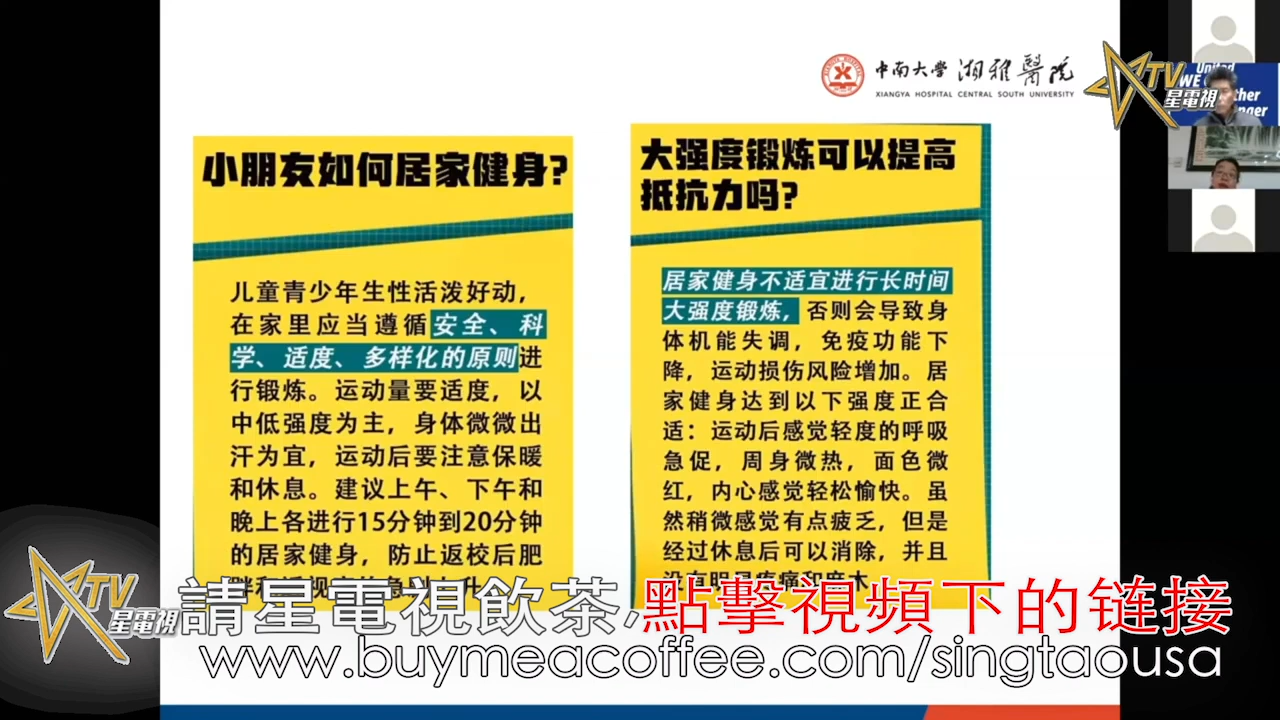 中南大学 湘雅醫院
XIANGYA HOSPITAL CENTRAL SOUTH UNIVERSITY
TV
星電視
United
WE
ther
nger
小朋友如何居家健身?
儿童青少年生性活泼好动,
在家里应当遵循安全、科
学、适度、多样化的原则进
行锻炼。运动量要适度,以
中低强度为主,身体微微出
汗为宜,运动后要注意保暖
和休息。建议上午、下午和
晚上各进行15分钟到20分钟
的居家健身,防止返校后肥
大强度锻炼可以提高
抵抗力吗?
居家健身不适宜进行长时间
大强度锻炼,否则会导致身
体机能失调,免疫功能下
降,运动损伤风险增加。居
家健身达到以下强度正合
适:运动后感觉轻度的呼吸
急促,周身微热,面色微
红,内心感觉轻松愉快。虽
然稍微感觉有点疲乏,但是
经过休息后可以消除,并且
TV
星電視
請星電視飲茶,點擊視頻下的链接
www.buymeacoffee.com/singtaousa